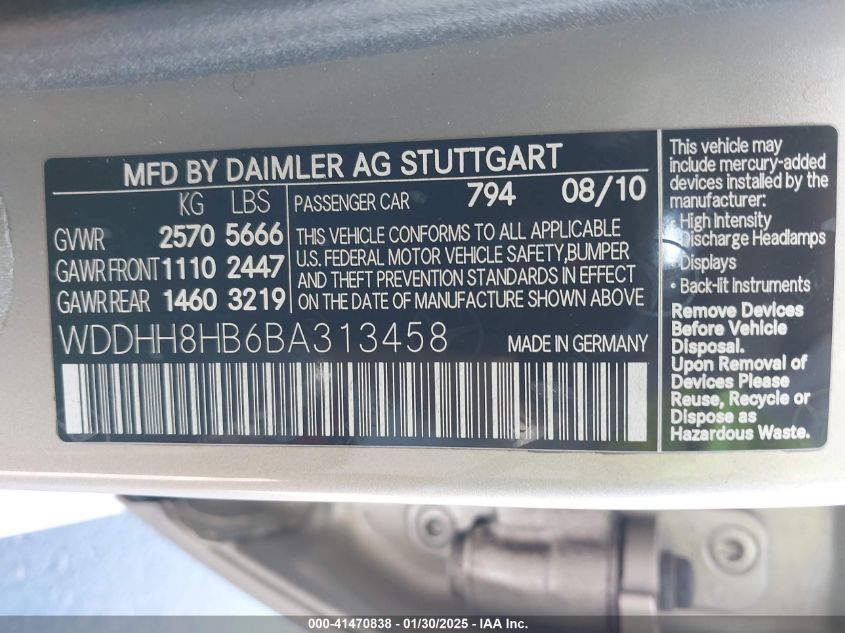 MFD BY DAIMLER AG STUTTGART
KG LBS
GVWR 2570 5666
GAWR FRONT 1110 2447
GAWR REAR 1460 3219
PASSENGER CAR 794 08/10
THIS VEHICLE CONFORMS TO ALL APPLICABLE
U.S. FEDERAL MOTOR VEHICLE SAFETY,BUMPER
AND THEFT PREVENTION STANDARDS IN EFFECT
ON THE DATE OF MANUFACTURE SHOWN ABOVE
WDDHH8HB6BA313458 MADE IN GERMANY
This vehicle may
include mercury-added
devices installed by the
manufacturer:
• High Intensity
Discharge Headlamps
• Displays
• Back-lit Instruments
Remove Devices
Before Vehicle
Disposal.
Upon Removal of
Devices Please
Reuse, Recycle or
Dispose as
Hazardous Waste.
000-41470838 - 01/30/2025 - IAA Inc.